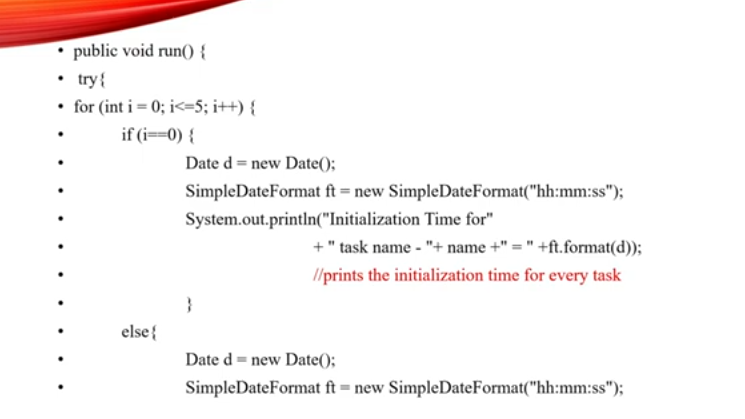 • public void run() {
• try{
• for (int i = 0; i<=5; i++) {
• if (i==0) {
• Date d = new Date();
• SimpleDateFormat ft = new SimpleDateFormat("hh:mm:ss");
• System.out.println("Initialization Time for"
• + " task name - "+ name +" = " +ft.format(d));
• //prints the initialization time for every task
• }
• else{
• Date d = new Date();
• SimpleDateFormat ft = new SimpleDateFormat("hh:mm:ss");